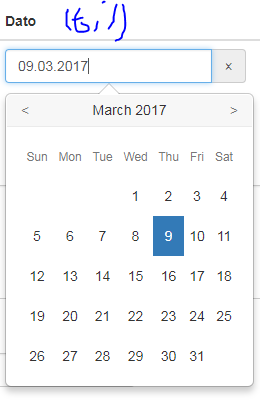 Dato (til)
09.03.2017 ×
< March 2017 >
Sun Mon Tue Wed Thu Fri Sat
1 2 3 4
5 6 7 8 9 10 11
12 13 14 15 16 17 18
19 20 21 22 23 24 25
26 27 28 29 30 31